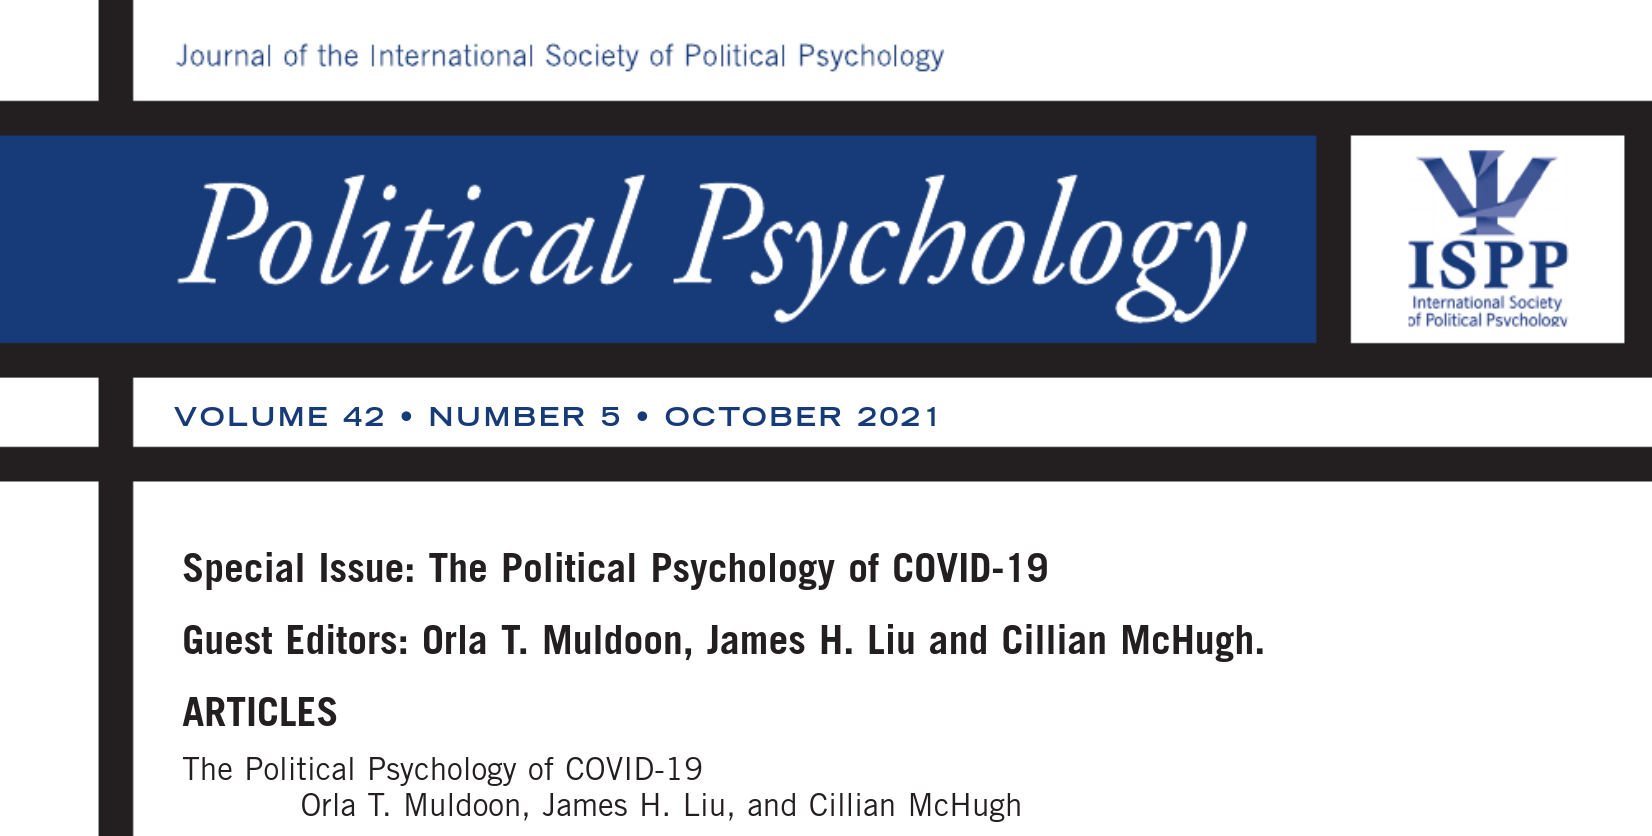 Journal of the International Society of Political Psychology
Political Psychology
ISPP
International Society
of Political Psychology
VOLUME 42 • NUMBER 5 • OCTOBER 2021
Special Issue: The Political Psychology of COVID-19
Guest Editors: Orla T. Muldoon, James H. Liu and Cillian McHugh.
ARTICLES
The Political Psychology of COVID-19
Orla T. Muldoon, James H. Liu, and Cillian McHugh